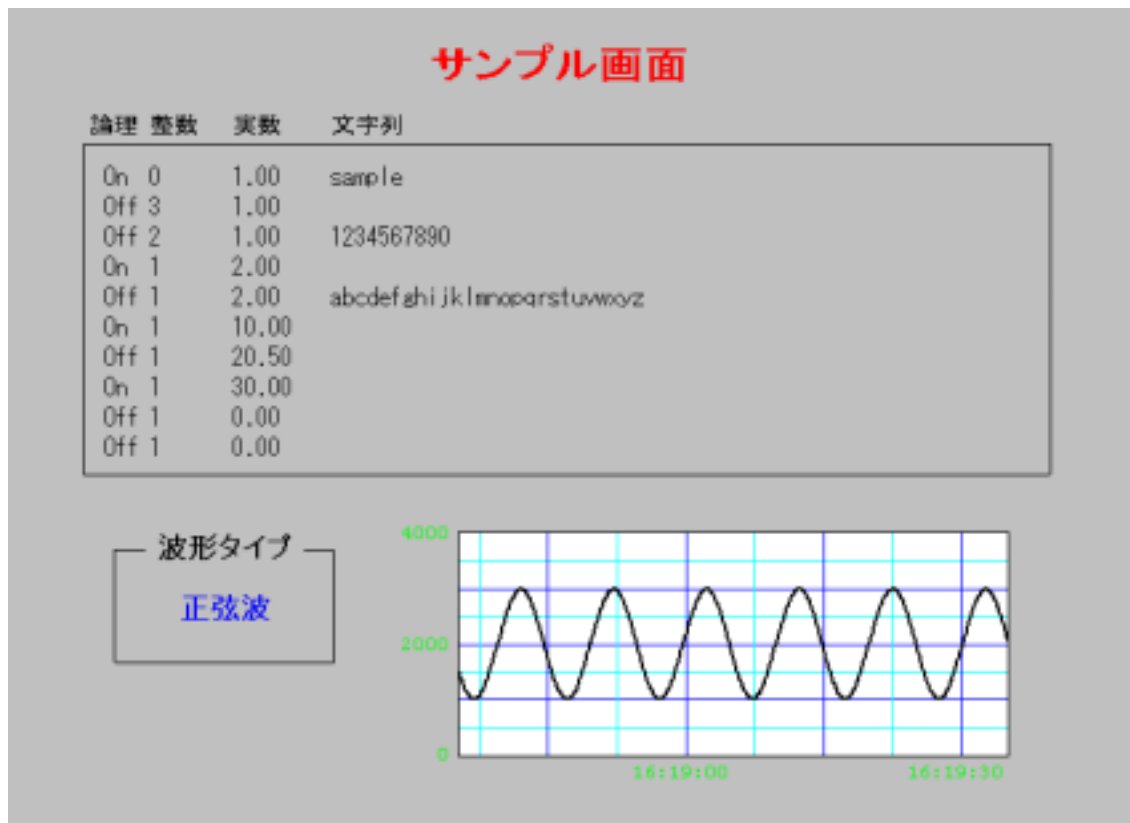 サンプル画面
論理 整数 実数 文字列
On 0 1.00 sample
Off 3 1.00
Off 2 1.00 1234567890
On 1 2.00
Off 1 2.00 abcdefghijklmnopqrstuvwxyz
On 1 10.00
Off 1 20.50
On 1 30.00
Off 1 0.00
Off 1 0.00
波形タイプ
正弦波
4000
2000
0
16:19:00 16:19:30